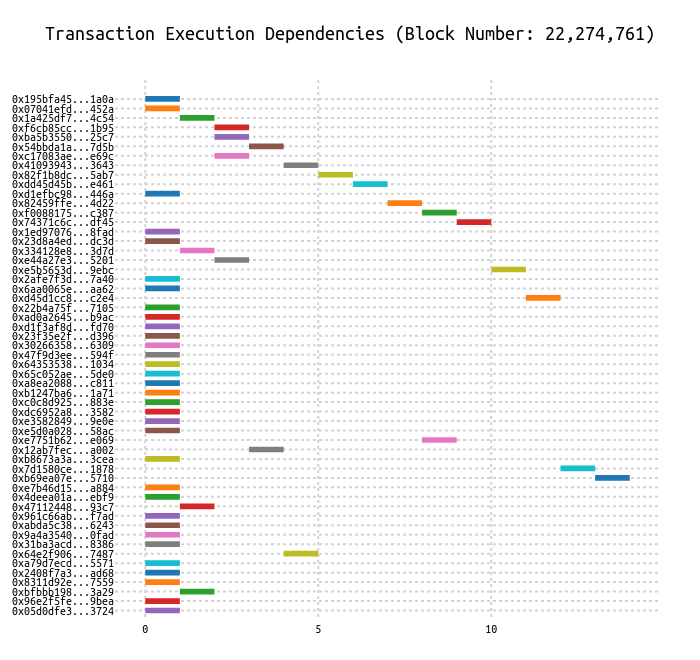 Transaction Execution Dependencies (Block Number: 22,274,761)
0x195bfa45...1a0a
0x07041efd...452a
0x1a425df7...4c54
0xf6cb85cc...1b95
0xba5b3550...25c7
0x54bbda1a...7d5b
0xc17083ae...e69c
0x41093943...3643
0x82f1b8dc...5ab7
0xdd45d45b...e461
0xd1efbc98...446a
0x82459ffe...4d22
0xf0088175...c387
0x74371c6c...df45
0x1ed97076...8fad
0x23d8a4ed...dc3d
0x334128e8...3d7d
0xe44a27e3...5201
0xe5b5653d...9ebc
0x2afe7f3d...7a40
0x6aa0065e...aa62
0xd45d1cc8...c2e4
0x22b4a75f...7105
0xad0a2645...b9ac
0xd1f3af8d...fd70
0x23f35e2f...d396
0x30266358...6309
0x47f9d3ee...594f
0x64353538...1034
0x65c052ae...5de0
0xa8ea2088...c811
0xb1247ba6...1a71
0xc0c8d925...883e
0xdc6952a8...3582
0xe3582849...9e0e
0xe5d0a028...58ac
0xe7751b62...e069
0x12ab7fec...a002
0xb8673a3a...3cea
0x7d1580ce...1878
0xb69ea07e...5710
0xe7b46d15...a884
0x4deea01a...ebf9
0x47112448...93c7
0x961c66ab...f7ad
0xabda5c38...6243
0x9a4a3540...0fad
0x31ba3acd...8386
0x64e2f906...7487
0xa79d7ecd...5571
0x2408f7a3...ad68
0x8311d92e...7559
0xbfbbb198...3a29
0x96e2f5fe...9bea
0x05d0dfe3...3724
0 5 10